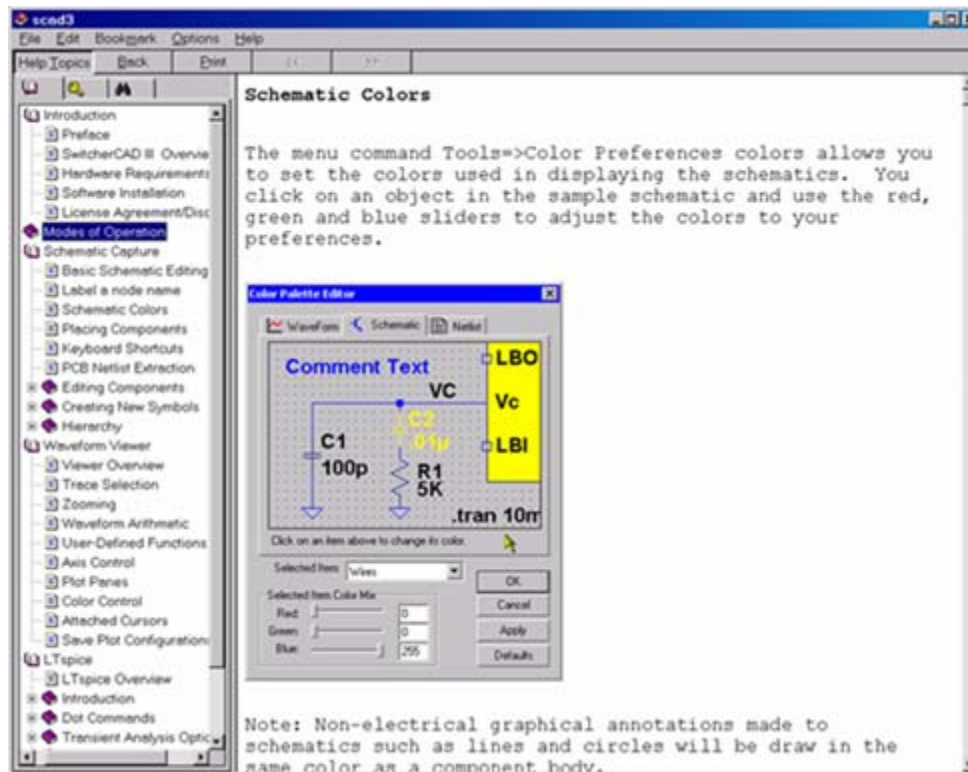 scad3
File Edit Bookmark Options Help
Help Topics Back Print << >>
Introduction
Preface
SwitcherCAD III Overvie
Hardware Requirements
Software Installation
License Agreement/Disc
Modes of Operation
Schematic Capture
Basic Schematic Editing
Label a node name
Schematic Colors
Placing Components
Keyboard Shortcuts
PCB Netlist Extraction
Editing Components
Creating New Symbols
Hierarchy
Waveform Viewer
Viewer Overview
Trace Selection
Zooming
Waveform Arithmetic
User-Defined Functions
Axis Control
Plot Panes
Color Control
Attached Cursors
Save Plot Configurations
LTspice
LTspice Overview
Introduction
Dot Commands
Transient Analysis Optic
Schematic Colors
The menu command Tools=>Color Preferences colors allows you
to set the colors used in displaying the schematics. You
click on an object in the sample schematic and use the red,
green and blue sliders to adjust the colors to your
preferences.
Color Palette Editor
WaveForm Schematic Netlist
Comment Text
LBO
VC
Vc
C2
.01µ
C1
100p
LBI
R1
5K
.tran 10m
Click on an item above to change its color.
Selected Item: Wires
Selected Item Color Mix
Red: 0
Green: 0
Blue: 255
OK
Cancel
Apply
Defaults
Note: Non-electrical graphical annotations made to
schematics such as lines and circles will be draw in the
same color as a component body.